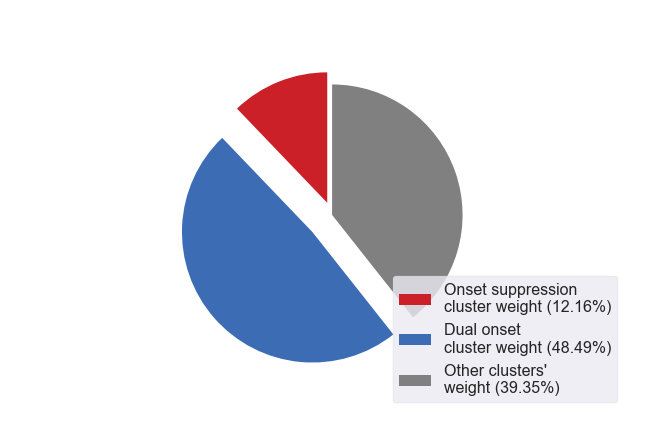 Onset suppression
cluster weight (12.16%)
Dual onset
cluster weight (48.49%)
Other clusters'
weight (39.35%)